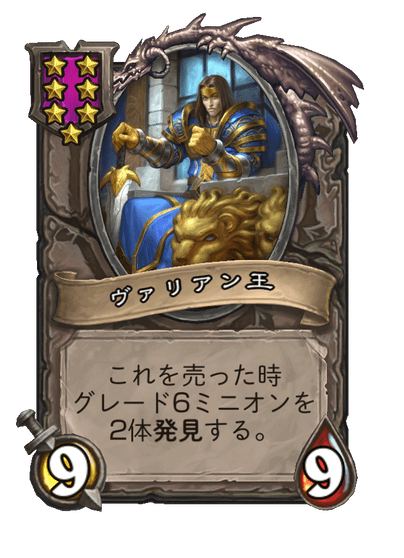 ヴァリアン王
これを売った時
グレード6ミニオンを
2体発見する。
9
9